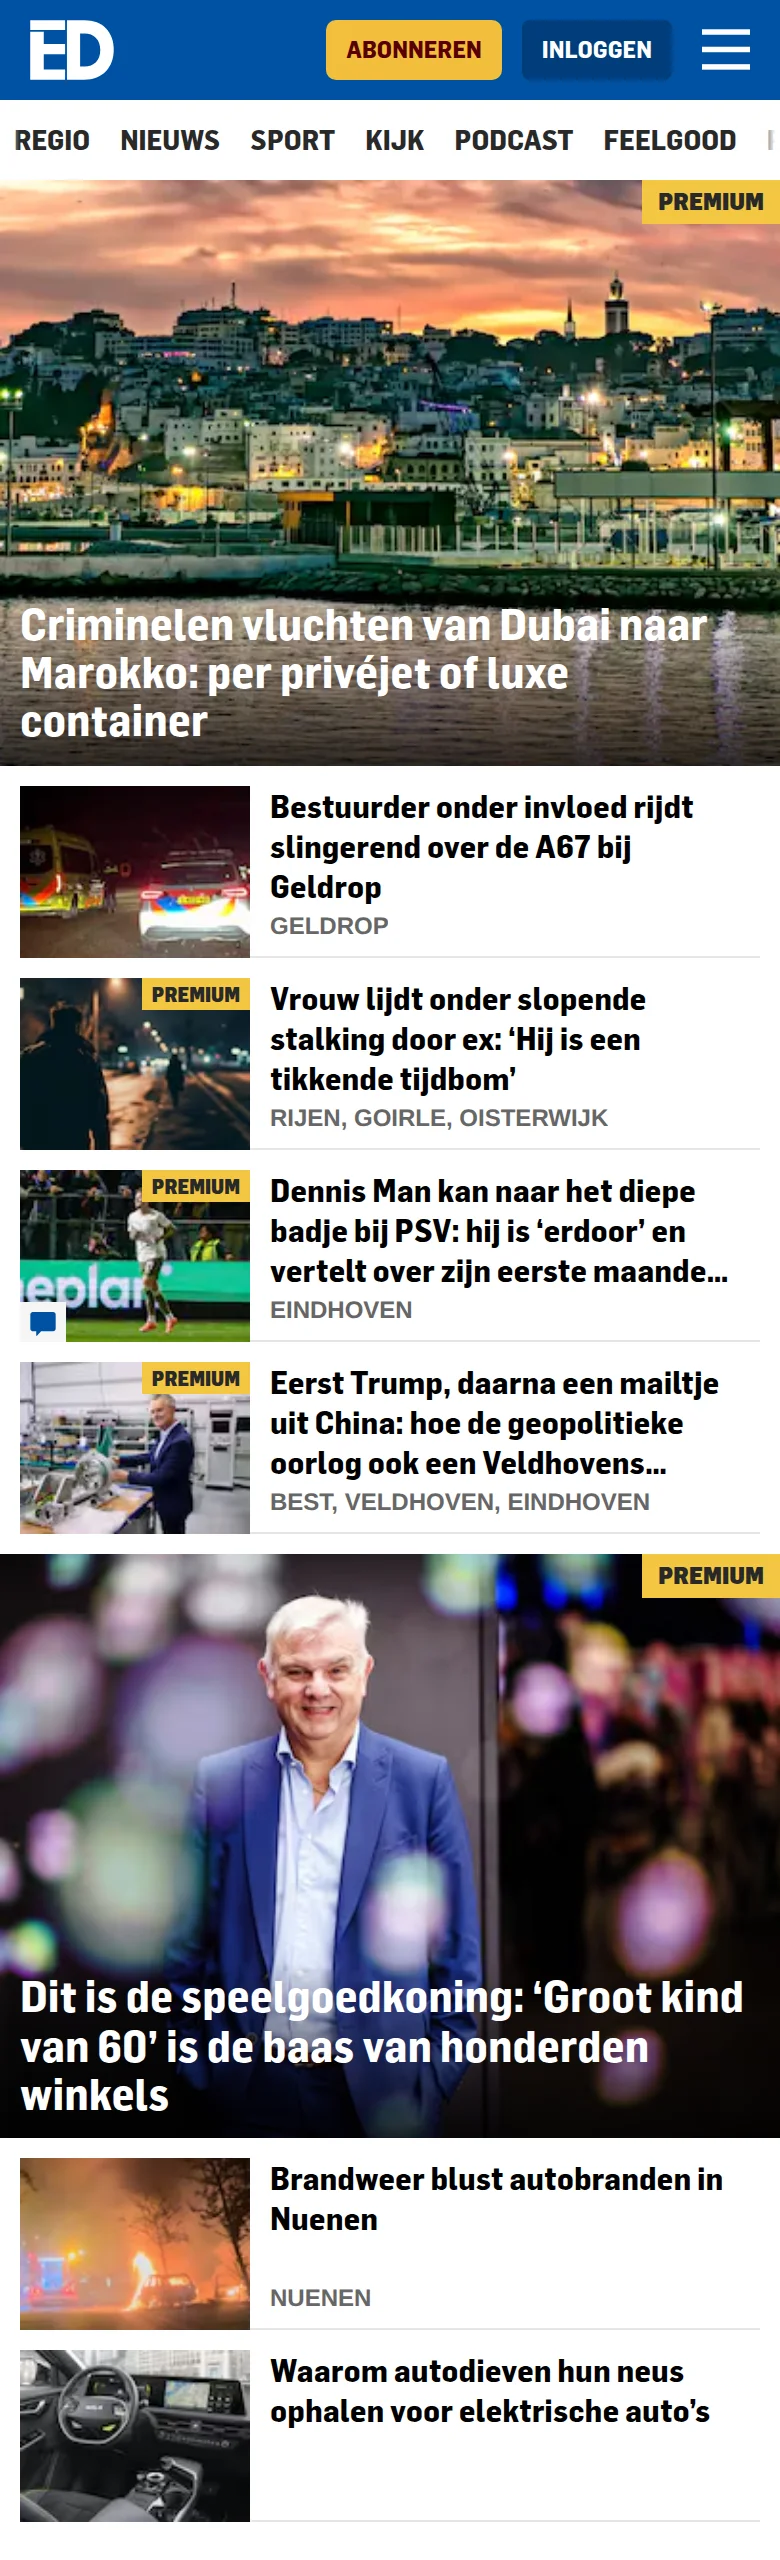 ED
ABONNEREN
INLOGGEN
REGIO NIEUWS SPORT KIJK PODCAST FEELGOOD
PREMIUM
Criminelen vluchten van Dubai naar
Marokko: per privéjet of luxe
container
Bestuurder onder invloed rijdt
slingerend over de A67 bij
Geldrop
GELDROP
PREMIUM
Vrouw lijdt onder slopende
stalking door ex: ‘Hij is een
tikkende tijdbom’
RIJEN, GOIRLE, OISTERWIJK
PREMIUM
eplan
Dennis Man kan naar het diepe
badje bij PSV: hij is ‘erdoor’ en
vertelt over zijn eerste maande...
EINDHOVEN
PREMIUM
Eerst Trump, daarna een mailtje
uit China: hoe de geopolitieke
oorlog ook een Veldhovens...
BEST, VELDHOVEN, EINDHOVEN
PREMIUM
Dit is de speelgoedkoning: ‘Groot kind
van 60’ is de baas van honderden
winkels
Brandweer blust autobranden in
Nuenen
NUENEN
Waarom autodieven hun neus
ophalen voor elektrische auto’s